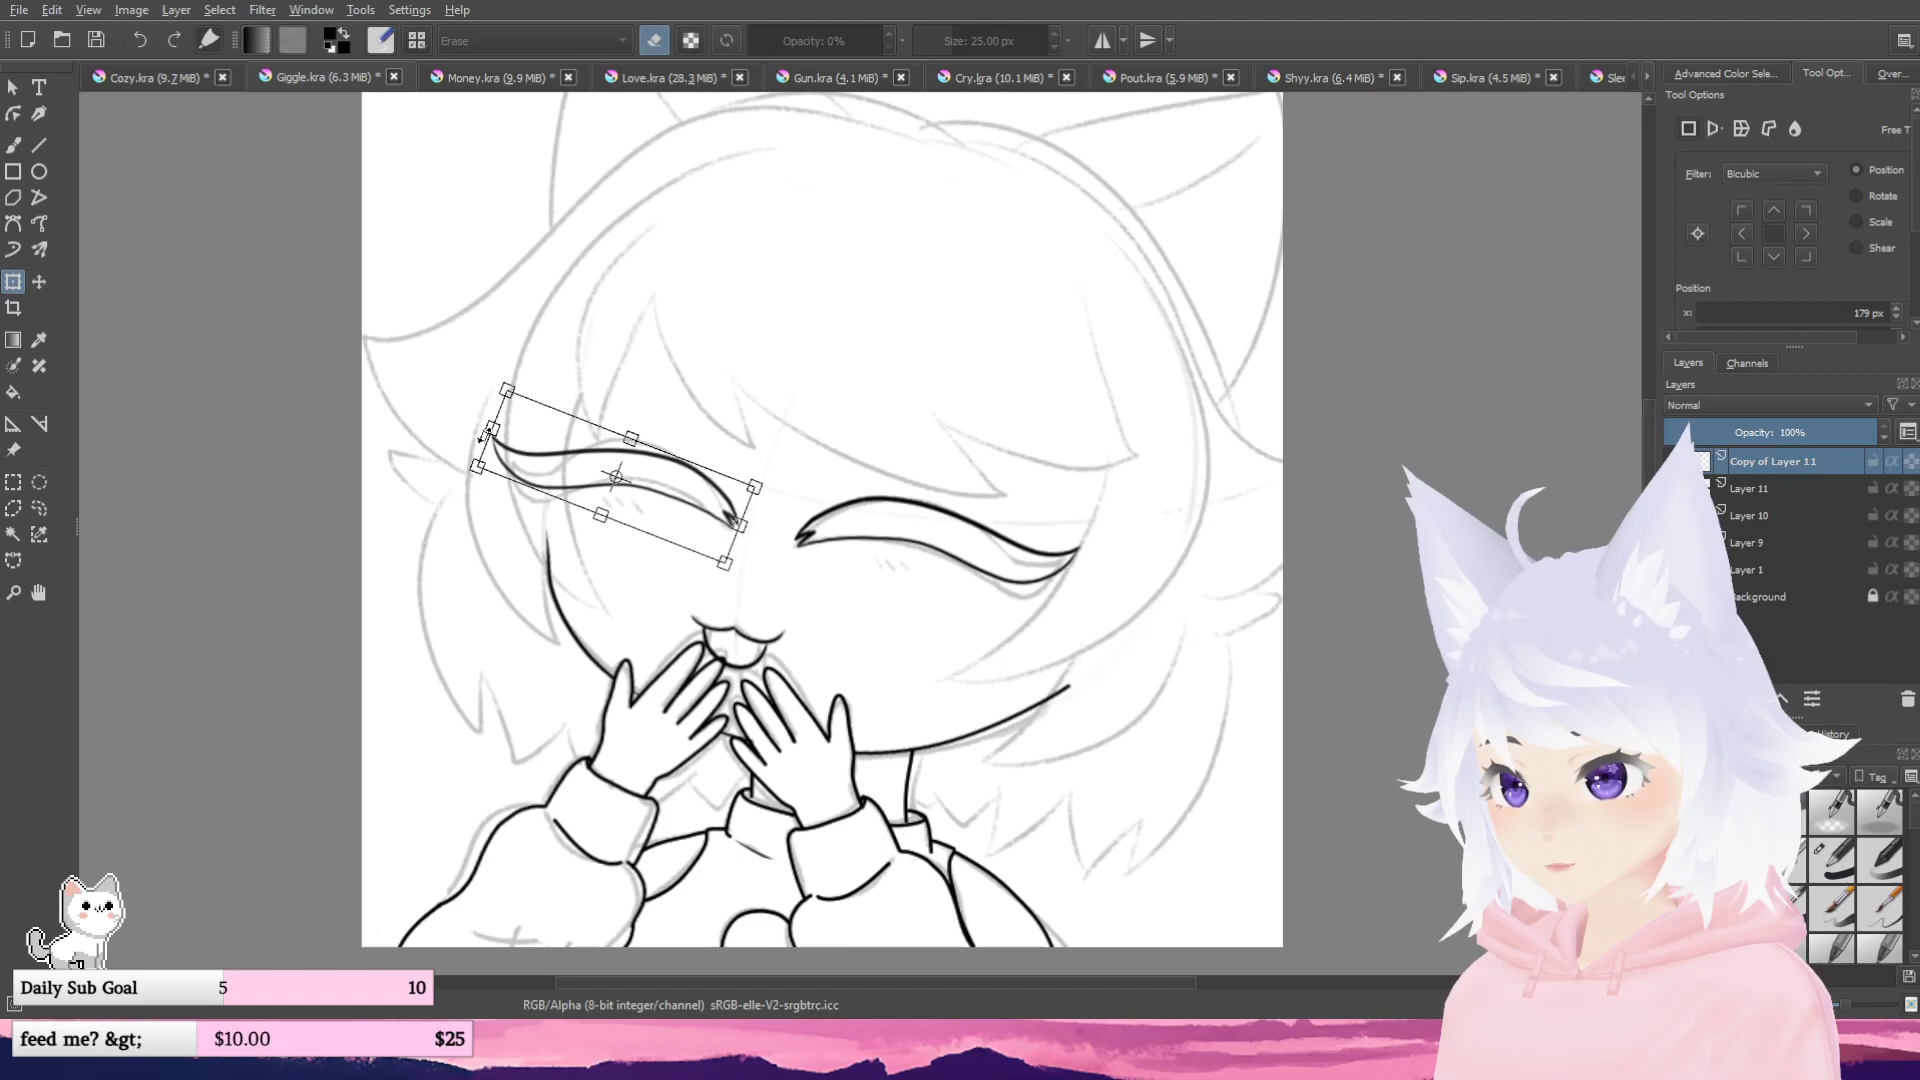 File Edit View Image Layer Select Filter Window Tools Settings Help
Erase
Opacity: 0%
Size: 25.00 px
Cozy.kra (9.7 MiB) *
Giggle.kra (6.3 MiB) *
Money.kra (9.9 MiB) *
Love.kra (28.3 MiB) *
Gun.kra (4.1 MiB) *
Cry.kra (10.1 MiB) *
Pout.kra (5.9 MiB) *
Shyy.kra (6.4 MiB) *
Sip.kra (4.5 MiB) *
Slee
Advanced Color Sele...
Tool Opt...
Over...
Tool Options
Free T
Filter: Bicubic
Position
Rotate
Scale
Shear
Position
x: 179 px
Layers Channels
Layers
Normal
Opacity: 100%
Copy of Layer 11
Layer 11
Layer 10
Layer 9
Layer 1
Background
History
Tag
RGB/Alpha (8-bit integer/channel) sRGB-elle-V2-srgbtrc.icc
Daily Sub Goal 5 10
feed me? &gt; $10.00 $25